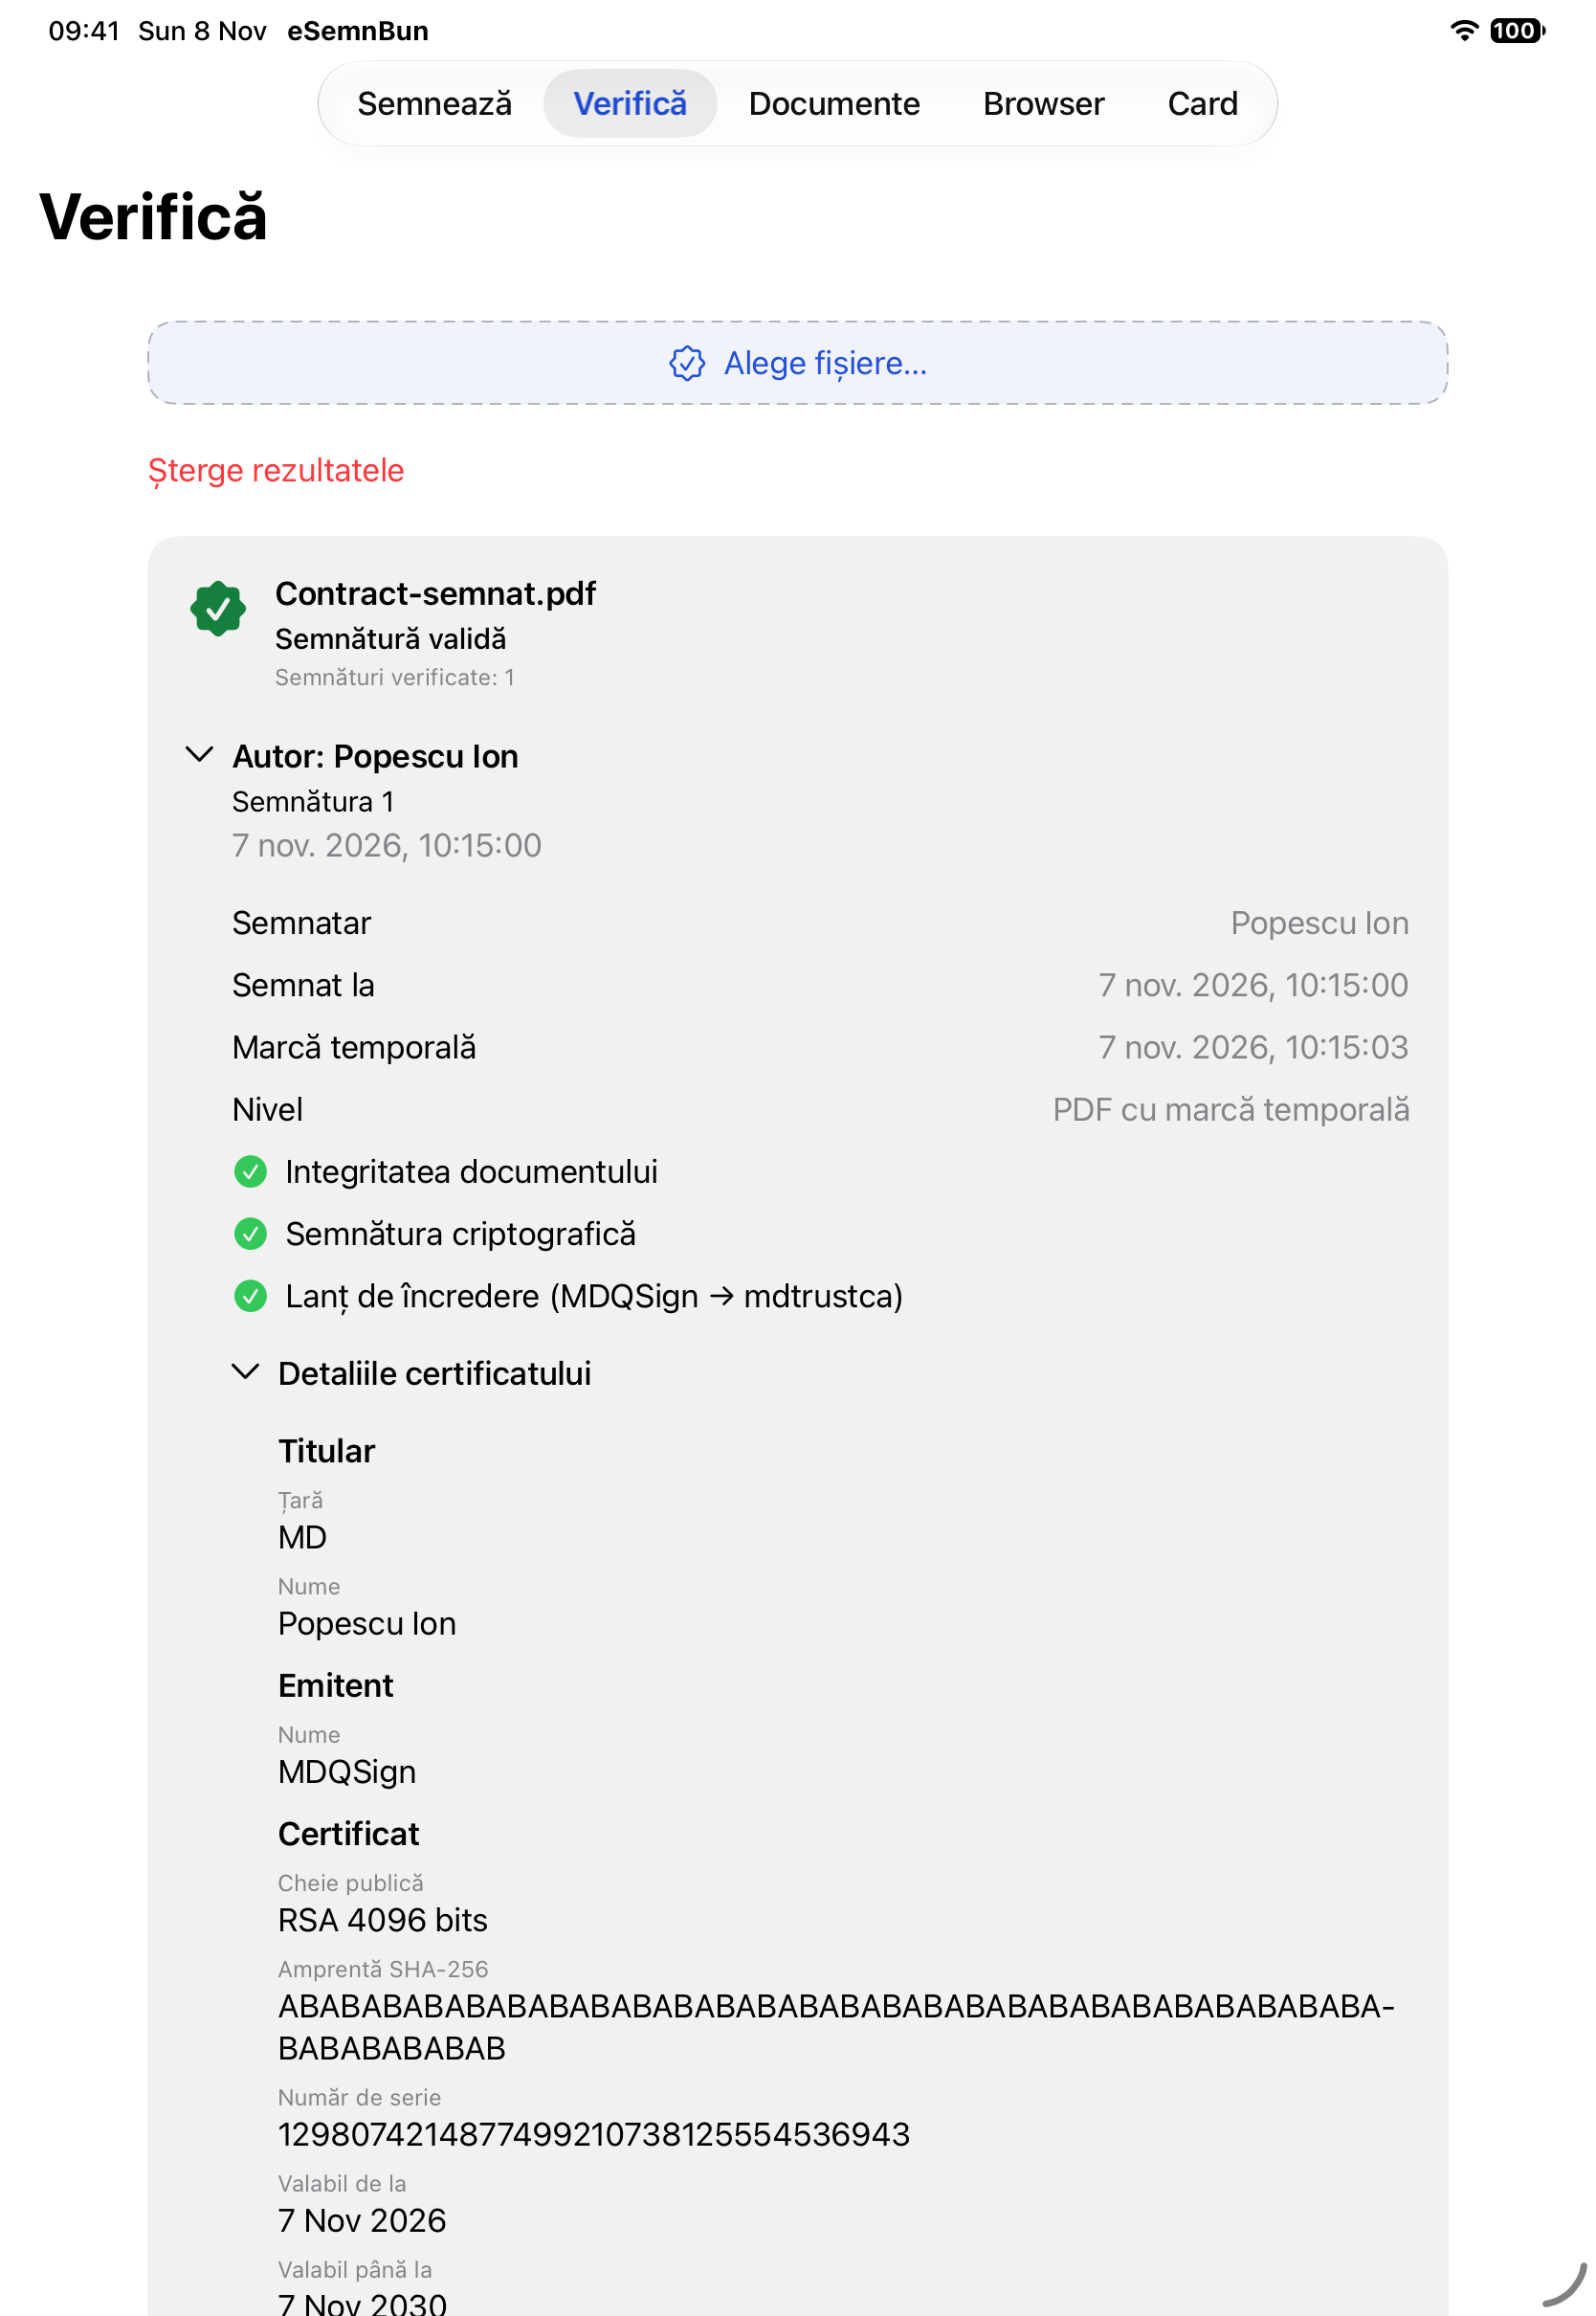 09:41 Sun 8 Nov eSemnBun 100
Semnează Verifică Documente Browser Card
Verifică
Alege fișiere...
Șterge rezultatele
Contract-semnat.pdf
Semnătură validă
Semnături verificate: 1
Autor: Popescu Ion
Semnătura 1
7 nov. 2026, 10:15:00
Semnatar Popescu Ion
Semnat la 7 nov. 2026, 10:15:00
Marcă temporală 7 nov. 2026, 10:15:03
Nivel PDF cu marcă temporală
Integritatea documentului
Semnătura criptografică
Lanț de încredere (MDQSign → mdtrustca)
Detaliile certificatului
Titular
Țară
MD
Nume
Popescu Ion
Emitent
Nume
MDQSign
Certificat
Cheie publică
RSA 4096 bits
Amprentă SHA-256
ABABABABABABABABABABABABABABABABABABABABABABABABABABA-
BABABABABAB
Număr de serie
129807421487749921073812555453694​3
Valabil de la
7 Nov 2026
Valabil până la
7 Nov 2030